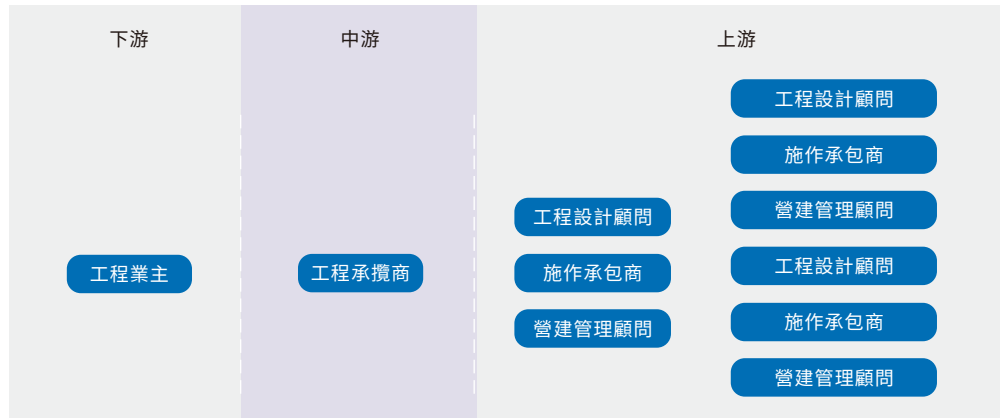 下游
中游
上游
工程業主
工程承攬商
工程設計顧問
施作承包商
營建管理顧問
工程設計顧問
施作承包商
營建管理顧問
工程設計顧問
施作承包商
營建管理顧問